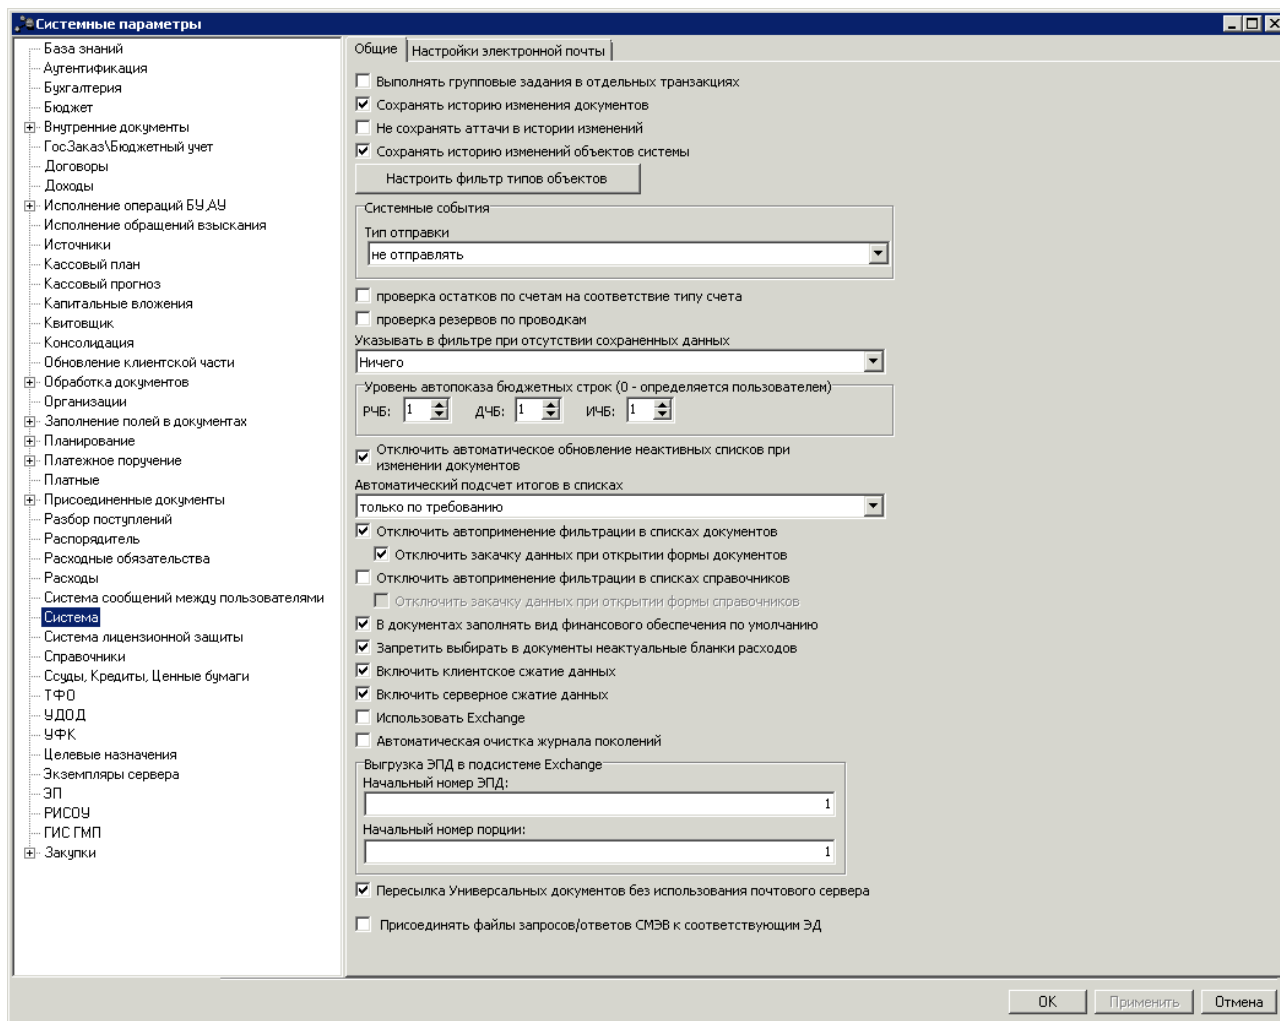 Системные параметры
База знаний
Аутентификация
Бухгалтерия
Бюджет
Внутренние документы
ГосЗаказ\Бюджетный учет
Договоры
Доходы
Исполнение операций БУ,АУ
Исполнение обращений взыскания
Источники
Кассовый план
Кассовый прогноз
Капитальные вложения
Квитовщик
Консолидация
Обновление клиентской части
Обработка документов
Организации
Заполнение полей в документах
Планирование
Платежное поручение
Платные
Присоединенные документы
Разбор поступлений
Распорядитель
Расходные обязательства
Расходы
Система сообщений между пользователями
Система
Система лицензионной защиты
Справочники
Ссуды, Кредиты, Ценные бумаги
ТФО
УДОД
УФК
Целевые назначения
Экземпляры сервера
ЭП
РИСОУ
ГИС ГМП
Закупки
Общие
Настройки электронной почты
Выполнять групповые задания в отдельных транзакциях
Сохранять историю изменения документов
Не сохранять аттачи в истории изменений
Сохранять историю изменений объектов системы
Настроить фильтр типов объектов
Системные события
Тип отправки
не отправлять
проверка остатков по счетам на соответствие типу счета
проверка резервов по проводкам
Указывать в фильтре при отсутствии сохраненных данных
Ничего
Уровень автопоказа бюджетных строк (0 - определяется пользователем)
РЧБ: 1 ДЧБ: 1 ИЧБ: 1
Отключить автоматическое обновление неактивных списков при
изменении документов
Автоматический подсчет итогов в списках
только по требованию
Отключить автоприменение фильтрации в списках документов
Отключить закачку данных при открытии формы документов
Отключить автоприменение фильтрации в списках справочников
Отключить закачку данных при открытии формы справочников
В документах заполнять вид финансового обеспечения по умолчанию
Запретить выбирать в документы неактуальные бланки расходов
Включить клиентское сжатие данных
Включить серверное сжатие данных
Использовать Exchange
Автоматическая очистка журнала поколений
Выгрузка ЭПД в подсистеме Exchange
Начальный номер ЭПД:
1
Начальный номер порции:
1
Пересылка Универсальных документов без использования почтового сервера
Присоединять файлы запросов/ответов СМЭВ к соответствующим ЭД
OK
Применить
Отмена